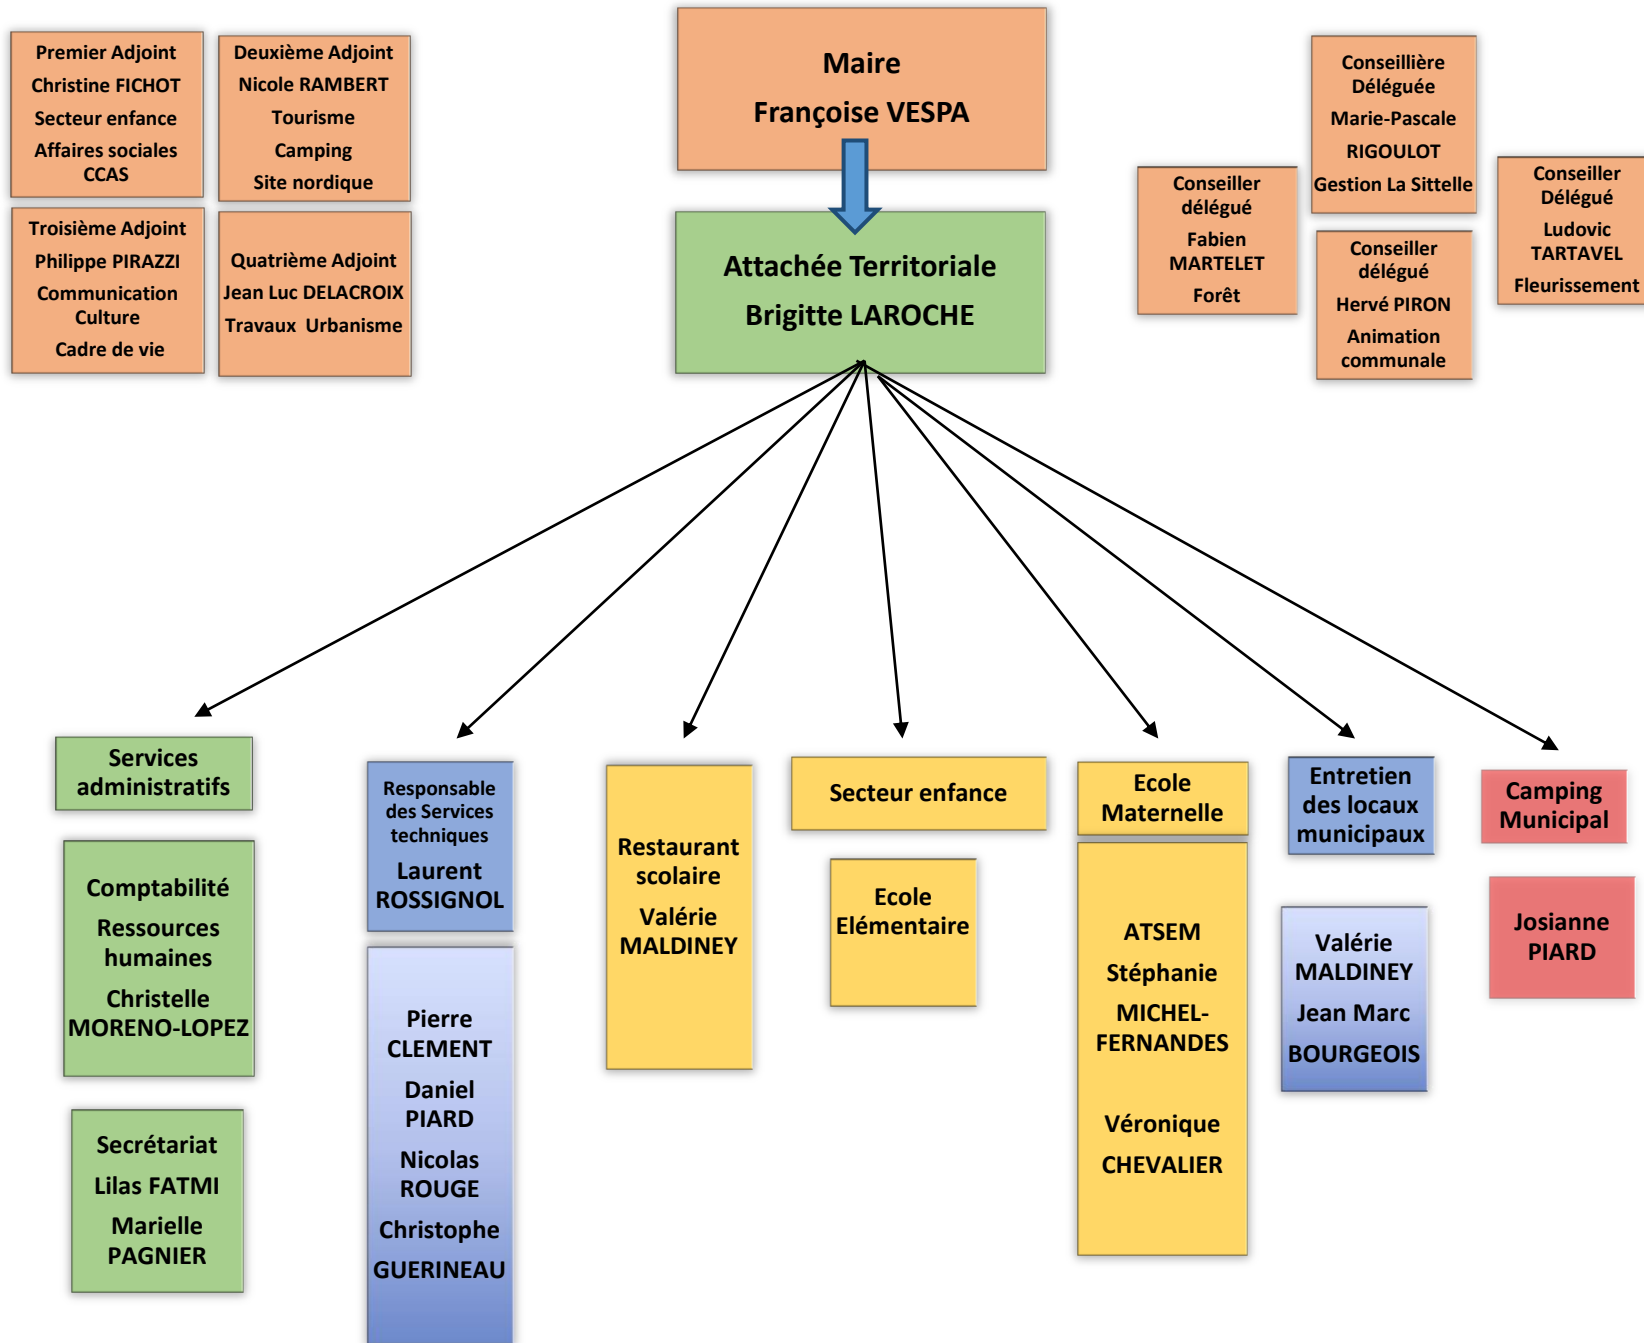 Premier Adjoint
Christine FICHOT
Secteur enfance
Affaires sociales
CCAS
Deuxième Adjoint
Nicole RAMBERT
Tourisme
Camping
Site nordique
Troisième Adjoint
Philippe PIRAZZI
Communication
Culture
Cadre de vie
Quatrième Adjoint
Jean Luc DELACROIX
Travaux Urbanisme
Maire
Françoise VESPA
Attachée Territoriale
Brigitte LAROCHE
Conseiller
délégué
Fabien
MARTELET
Forêt
Conseillière
Déléguée
Marie-Pascale
RIGOULOT
Gestion La Sittelle
Conseiller
délégué
Hervé PIRON
Animation
communale
Conseiller
Délégué
Ludovic
TARTAVEL
Fleurissement
Services
administratifs
Comptabilité
Ressources
humaines
Christelle
MORENO-LOPEZ
Secrétariat
Lilas FATMI
Marielle
PAGNIER
Responsable
des Services
techniques
Laurent
ROSSIGNOL
Pierre
CLEMENT
Daniel
PIARD
Nicolas
ROUGE
Christophe
GUERINEAU
Restaurant
scolaire
Valérie
MALDINEY
Secteur enfance
Ecole
Elémentaire
Ecole
Maternelle
ATSEM
Stéphanie
MICHEL-
FERNANDES
Véronique
CHEVALIER
Entretien
des locaux
municipaux
Valérie
MALDINEY
Jean Marc
BOURGEOIS
Camping
Municipal
Josianne
PIARD